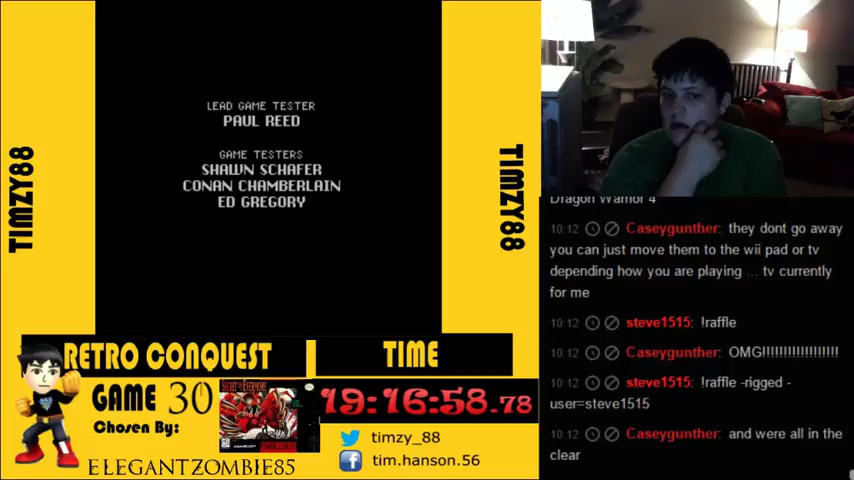 LEAD GAME TESTER
PAUL REED
GAME TESTERS
SHAWN SCHAFER
CONAN CHAMBERLAIN
ED GREGORY
TIMZY88
TIMZY88
RETRO CONQUEST
TIME
GAME 30
Chosen By:
ELEGANTZOMBIE85
SECRET OF EVERMORE
19:16:58.78
timzy_88
tim.hanson.56
Dragon Warrior 4
10:12 Caseygunther: they dont go away
you can just move them to the wii pad or tv
depending how you are playing ... tv currently
for me
10:12 steve1515: !raffle
10:12 Caseygunther: OMG!!!!!!!!!!!!!!!!!!
10:12 steve1515: !raffle -rigged -
user=steve1515
10:12 Caseygunther: and were all in the
clear